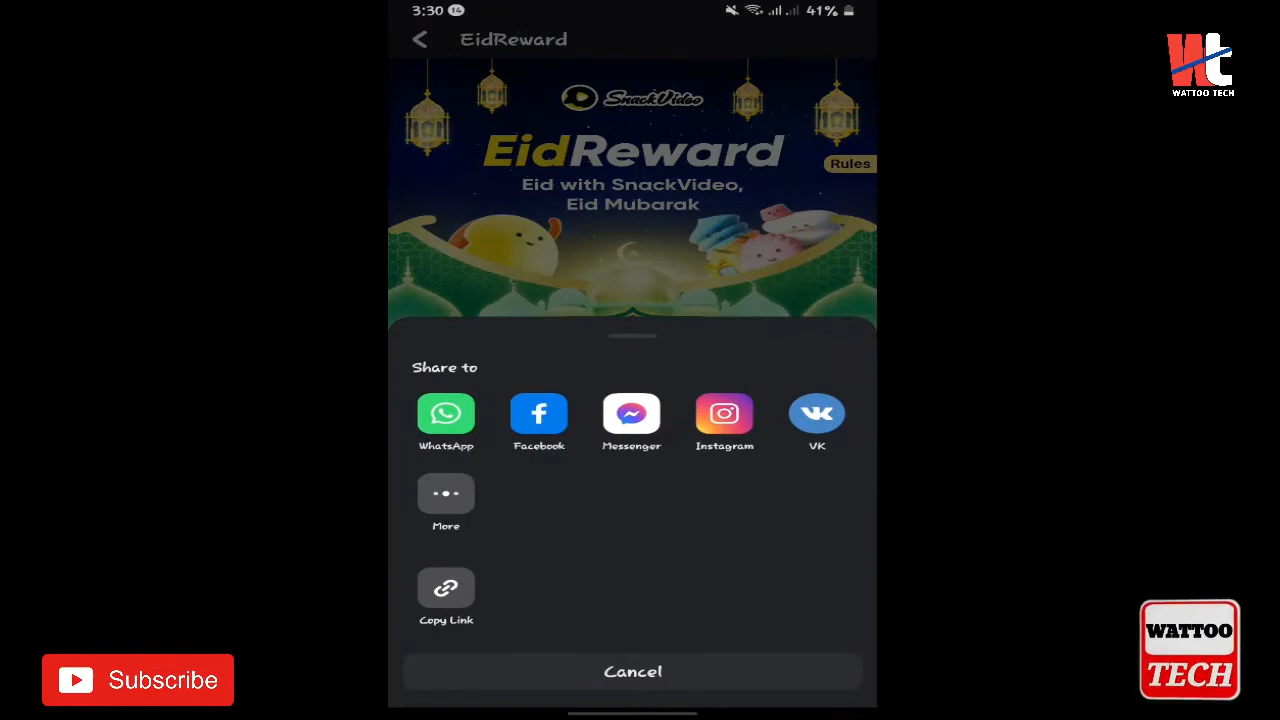 3:30 14 41%
EidReward
WATTOO TECH
SnackVideo
EidReward
Rules
Eid with SnackVideo,
Eid Mubarak
Share to
WhatsApp Facebook Messenger Instagram VK
More
Copy Link
Cancel
Subscribe
WATTOO
TECH